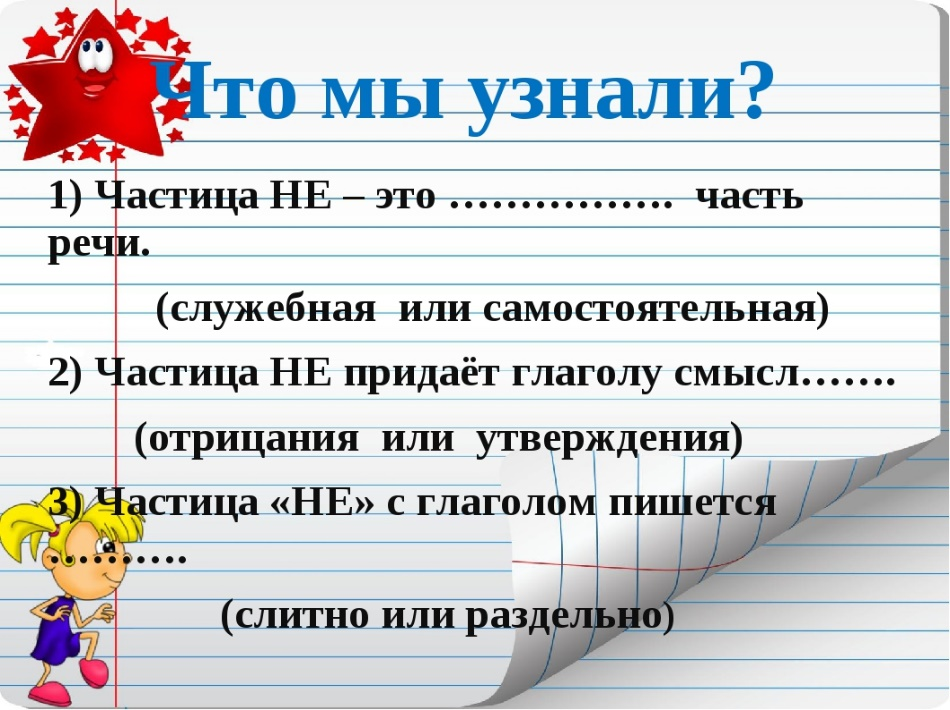 Что мы узнали?
1) Частица НЕ – это ……………. часть
речи.
(служебная или самостоятельная)
2) Частица НЕ придаёт глаголу смысл…….
(отрицания или утверждения)
3) Частица «НЕ» с глаголом пишется
……….
(слитно или раздельно)